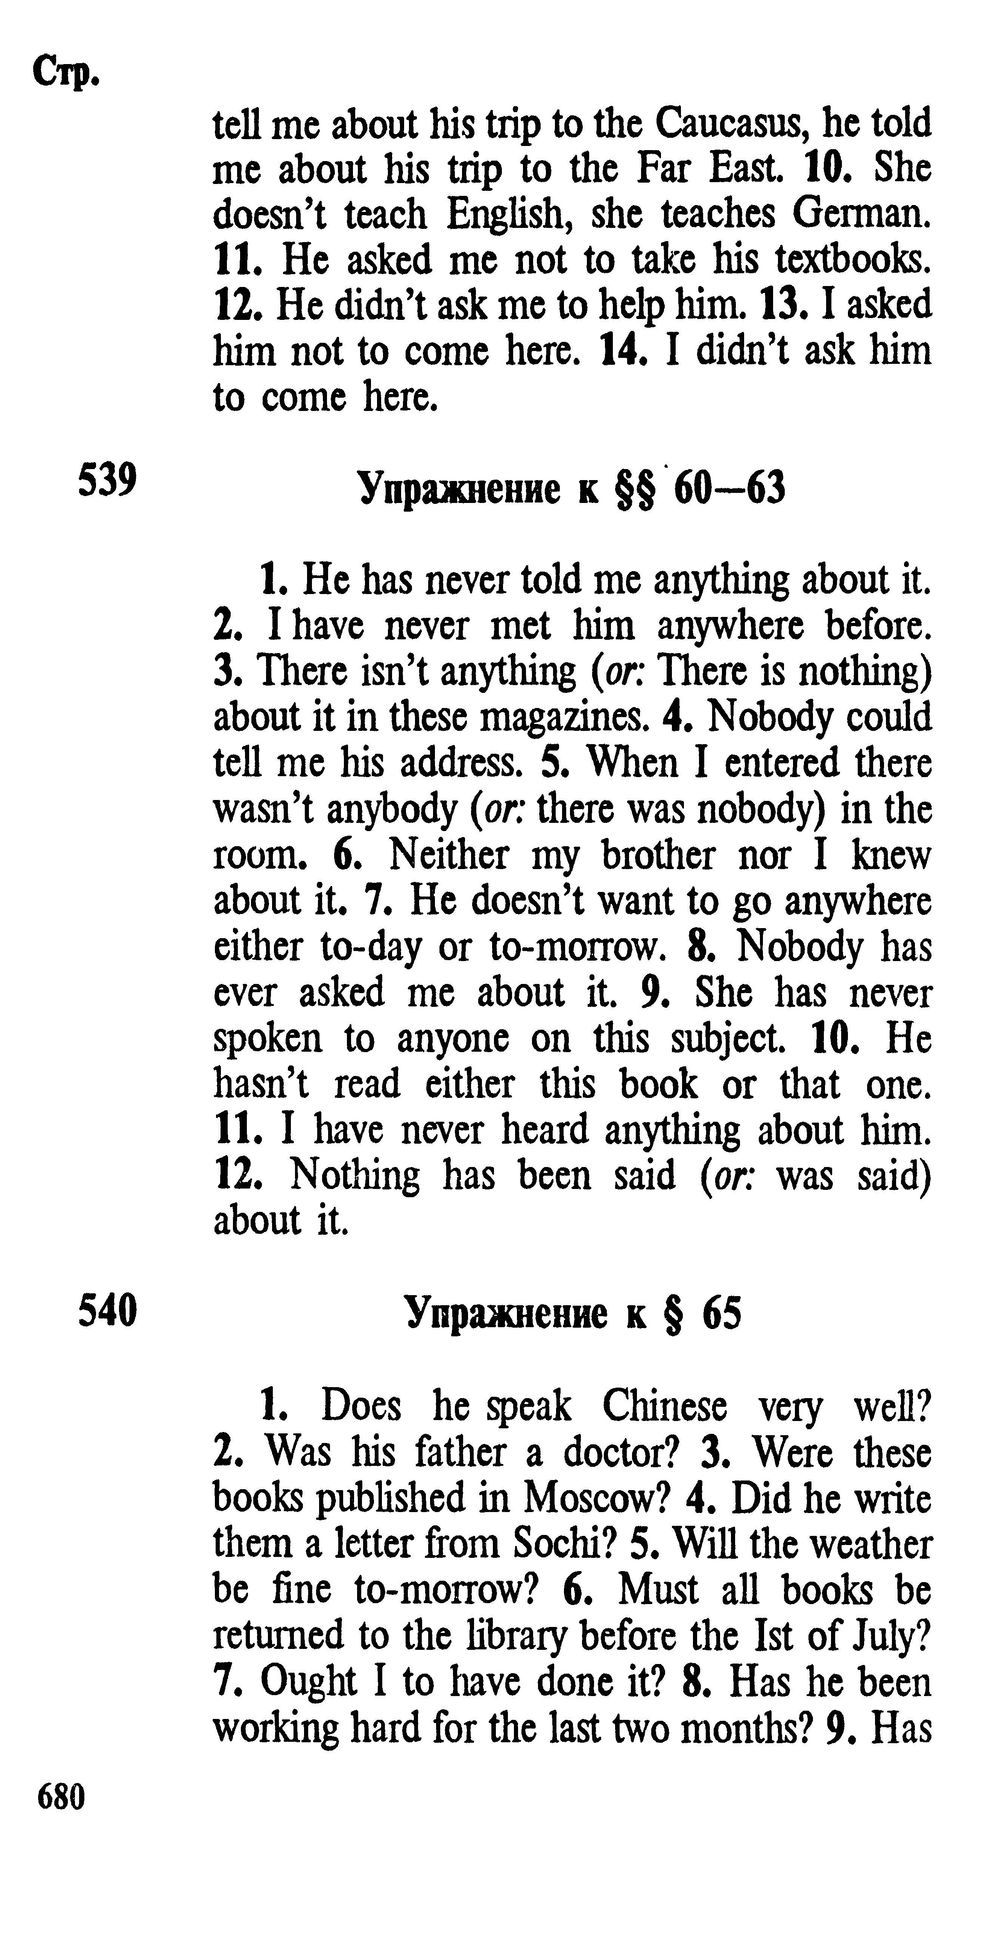 Стр.
tell me about his trip to the Caucasus, he told
me about his trip to the Far East. 10. She
doesn't teach English, she teaches German.
11. He asked me not to take his textbooks.
12. He didn't ask me to help him. 13. I asked
him not to come here. 14. I didn't ask him
to come here.
539 Упражнение к §§ 60—63
1. He has never told me anything about it.
2. I have never met him anywhere before.
3. There isn't anything (or: There is nothing)
about it in these magazines. 4. Nobody could
tell me his address. 5. When I entered there
wasn't anybody (or: there was nobody) in the
room. 6. Neither my brother nor I knew
about it. 7. He doesn't want to go anywhere
either to-day or to-morrow. 8. Nobody has
ever asked me about it. 9. She has never
spoken to anyone on this subject. 10. He
hasn't read either this book or that one.
11. I have never heard anything about him.
12. Nothing has been said (or: was said)
about it.
540 Упражнение к § 65
1. Does he speak Chinese very well?
2. Was his father a doctor? 3. Were these
books published in Moscow? 4. Did he write
them a letter from Sochi? 5. Will the weather
be fine to-morrow? 6. Must all books be
returned to the library before the Ist of July?
7. Ought I to have done it? 8. Has he been
working hard for the last two months? 9. Has
680